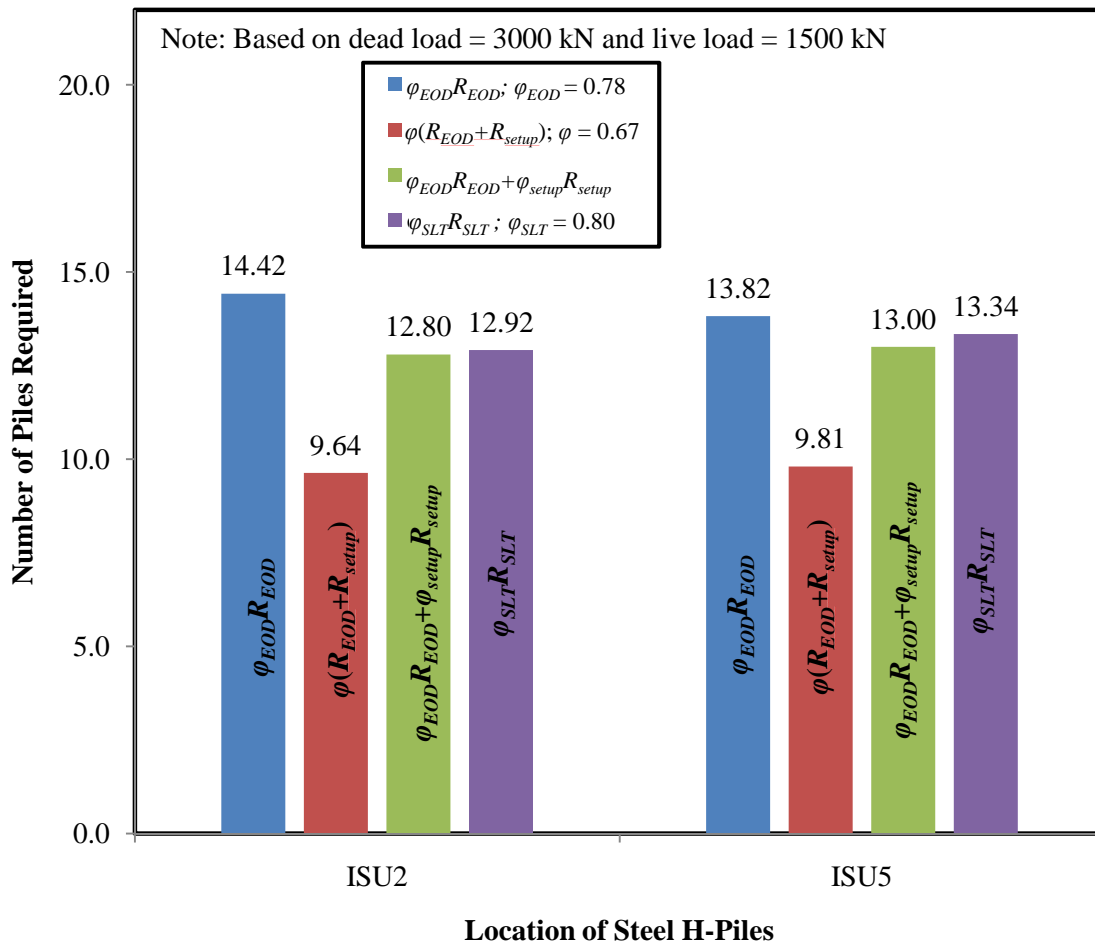 Note: Based on dead load = 3000 kN and live load = 1500 kN
φEODREOD; φEOD = 0.78
φ(REOD+Rsetup); φ = 0.67
φEODREOD+φsetupRsetup
φSLTRSLT ; φSLT = 0.80
Number of Piles Required
20.0
15.0
10.0
5.0
0.0
14.42
9.64
12.80
12.92
13.82
9.81
13.00
13.34
φEODREOD
φ(REOD+Rsetup)
φEODREOD+φsetupRsetup
φSLTRSLT
φEODREOD
φ(REOD+Rsetup)
φEODREOD+φsetupRsetup
φSLTRSLT
ISU2
ISU5
Location of Steel H-Piles